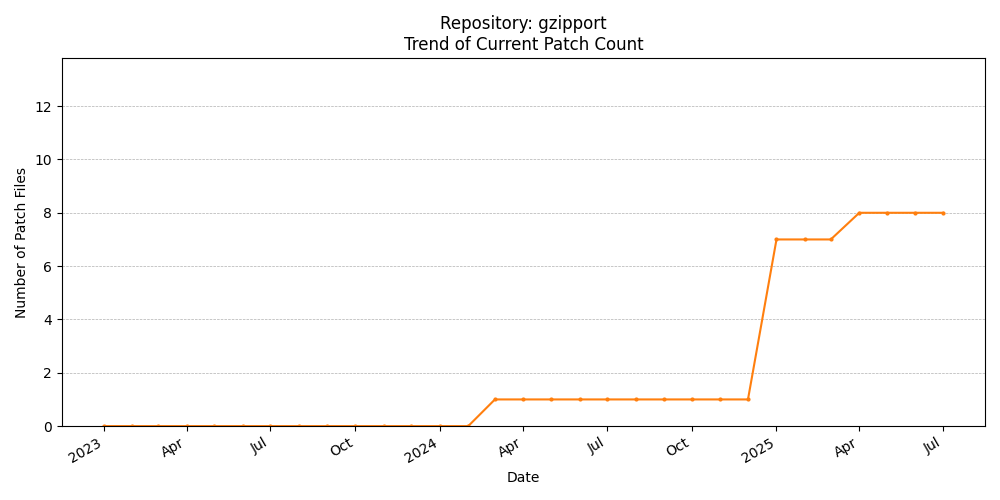 Repository: gzipport
Trend of Current Patch Count
Number of Patch Files
12
10
8
6
4
2
0
2023
Apr
Jul
Oct
2024
Apr
Jul
Oct
2025
Apr
Jul
Date